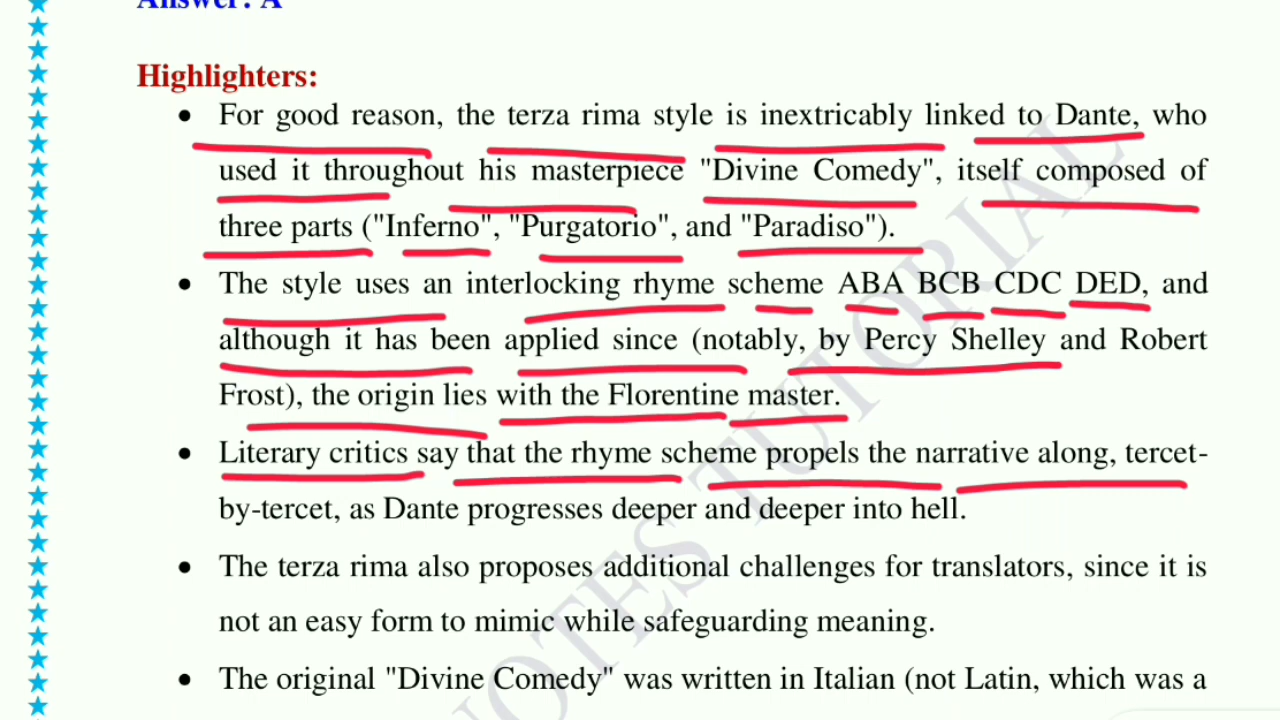 Answer: A
Highlighters:
• For good reason, the terza rima style is inextricably linked to Dante, who
used it throughout his masterpiece "Divine Comedy", itself composed of
three parts ("Inferno", "Purgatorio", and "Paradiso").
• The style uses an interlocking rhyme scheme ABA BCB CDC DED, and
although it has been applied since (notably, by Percy Shelley and Robert
Frost), the origin lies with the Florentine master.
• Literary critics say that the rhyme scheme propels the narrative along, tercet-
by-tercet, as Dante progresses deeper and deeper into hell.
• The terza rima also proposes additional challenges for translators, since it is
not an easy form to mimic while safeguarding meaning.
• The original "Divine Comedy" was written in Italian (not Latin, which was a
NOTES TUTORIAL